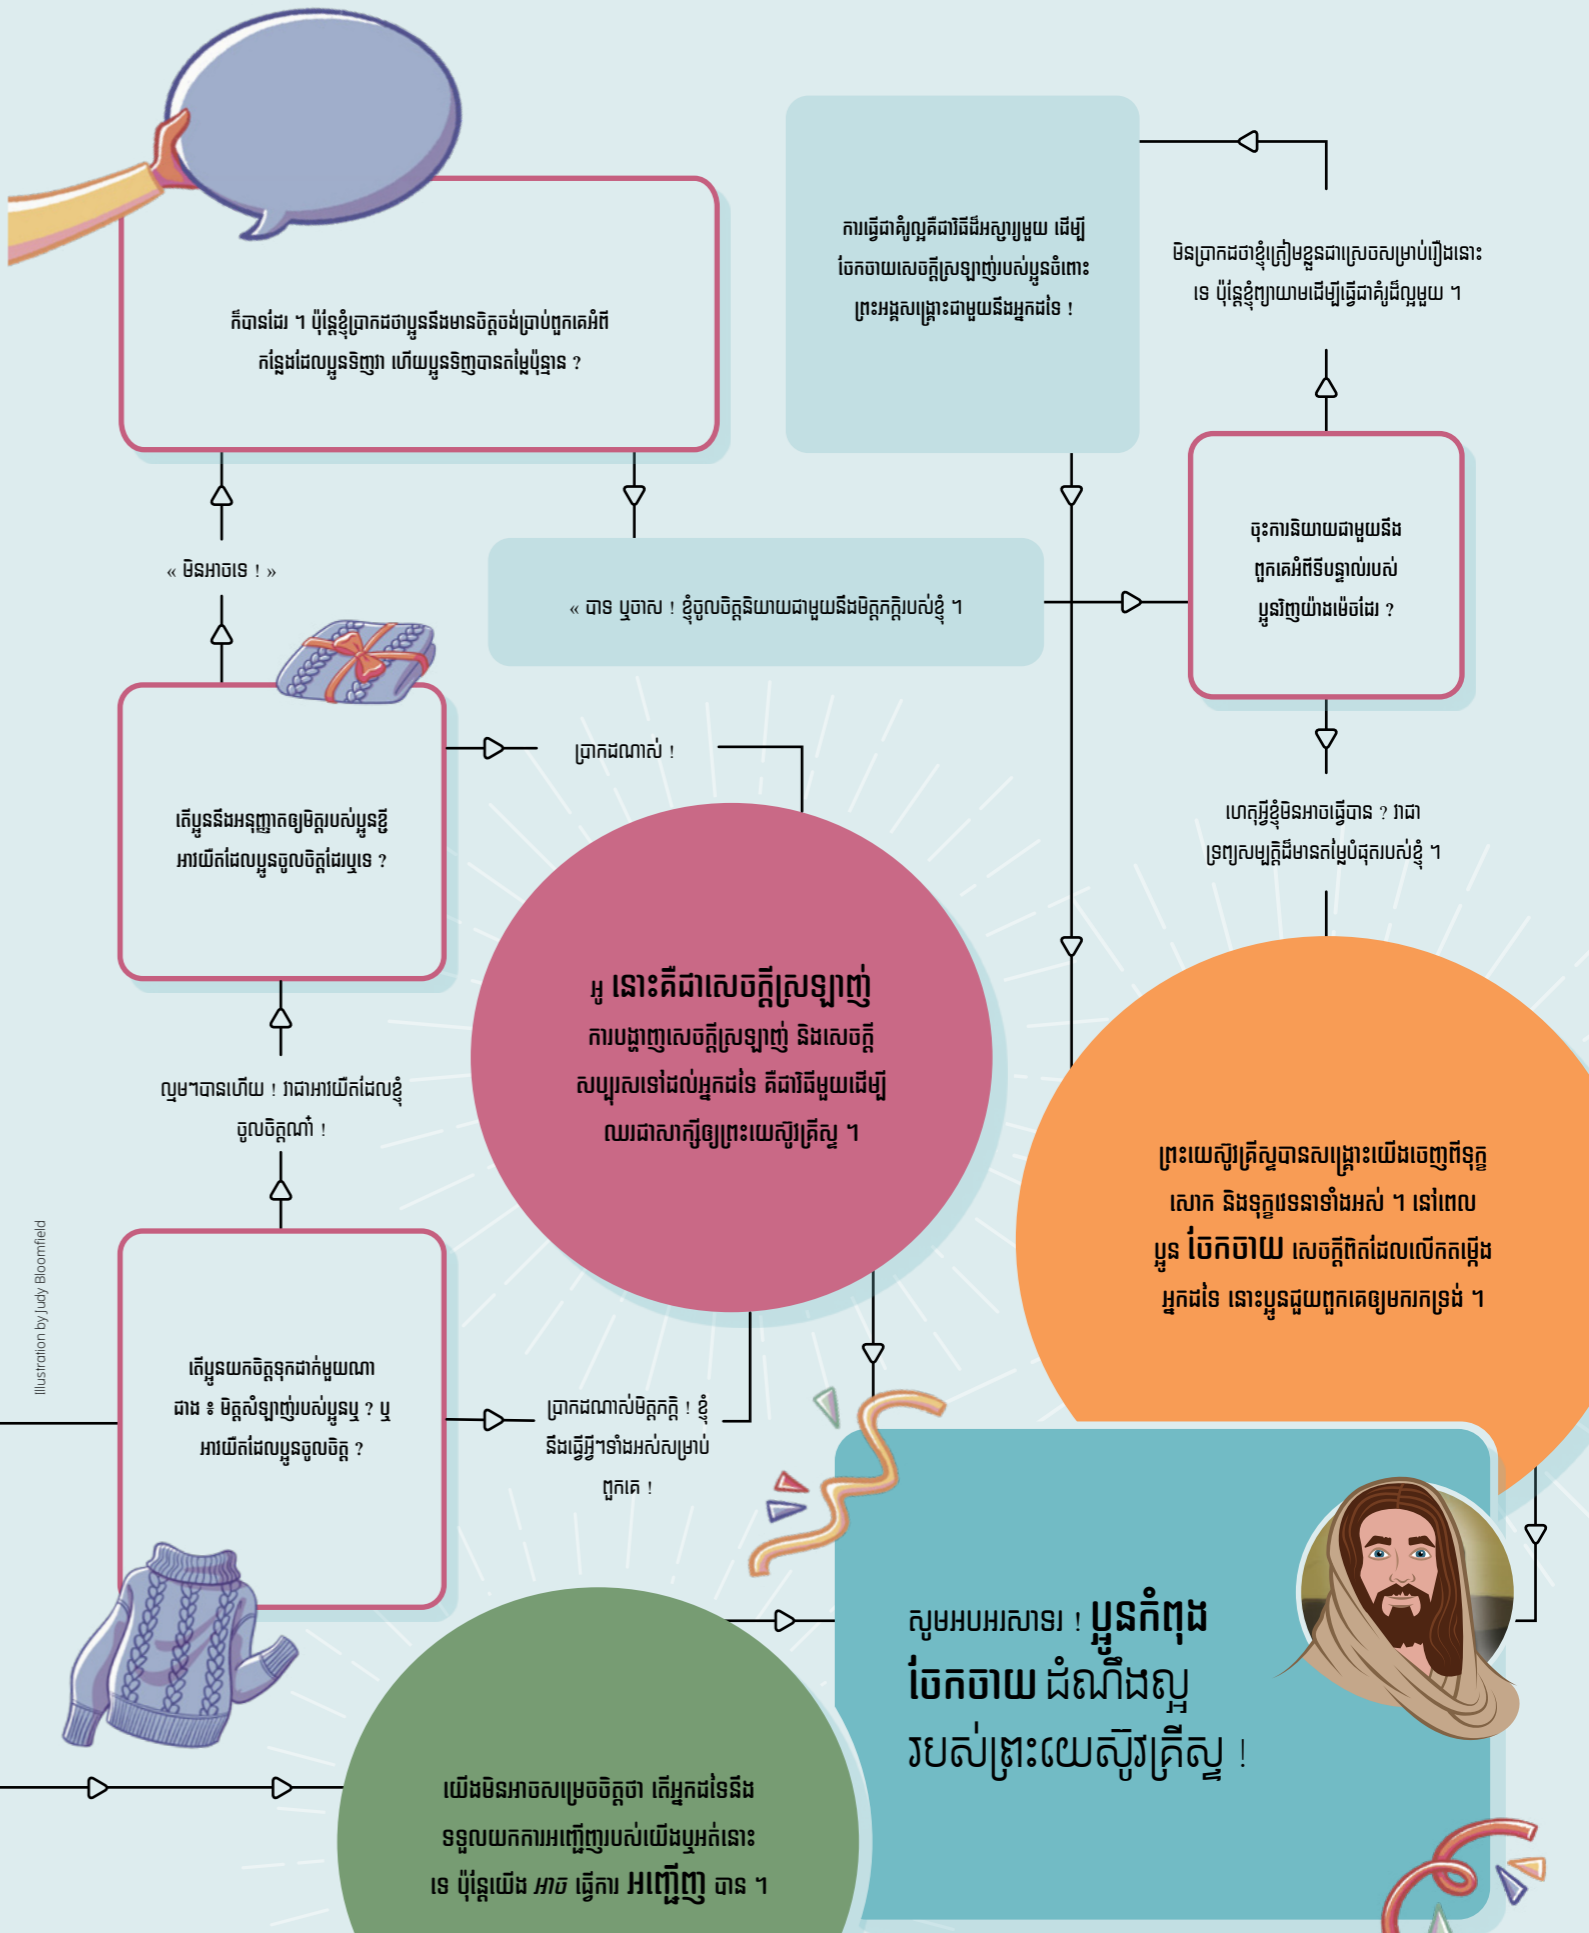 ក៏បានដែរ ។ ប៉ុន្តែខ្ញុំប្រាកដថាប្អូននឹងមានចិត្តចង់ប្រាប់ពួកគេអំពី
កន្លែងដែលប្អូនទិញវា ហើយប្អូនទិញបានតម្លៃប៉ុន្មាន ?
ការធ្វើជាគំរូល្អគឺជាវិធីដ៏អស្ចារ្យមួយ ដើម្បី
ចែកចាយសេចក្ដីស្រឡាញ់របស់ប្អូនចំពោះ
ព្រះអង្គសង្គ្រោះជាមួយនឹងអ្នកដទៃ !
មិនប្រាកដថាខ្ញុំត្រៀមខ្លួនជាស្រេចសម្រាប់រឿងនោះ
ទេ ប៉ុន្តែខ្ញុំព្យាយាមដើម្បីធ្វើជាគំរូដ៏ល្អមួយ ។
« មិនអាចទេ ! »
« បាទ ឬចាស ! ខ្ញុំចូលចិត្តនិយាយជាមួយនឹងមិត្តភក្តិរបស់ខ្ញុំ ។
ចុះការនិយាយជាមួយនឹង
ពួកគេអំពីទីបន្ទាល់របស់
ប្អូនវិញយ៉ាងម៉េចដែរ ?
តើប្អូននឹងអនុញ្ញាតឲ្យមិត្តរបស់ប្អូនខ្ចី
អាវយឺតដែលប្អូនចូលចិត្តដែរឬទេ ?
ប្រាកដណាស់ !
ហេតុអ្វីខ្ញុំមិនអាចធ្វើបាន ? វាជា
ទ្រព្យសម្បត្តិដ៏មានតម្លៃបំផុតរបស់ខ្ញុំ ។
អូ នោះគឺជាសេចក្ដីស្រឡាញ់
ការបង្ហាញសេចក្ដីស្រឡាញ់ និងសេចក្ដី
សប្បុរសទៅដល់អ្នកដទៃ គឺជាវិធីមួយដើម្បី
ឈរជាសាក្សីឲ្យព្រះយេស៊ូវគ្រីស្ទ ។
ល្មមៗបានហើយ ! វាជាអាវយឺតដែលខ្ញុំ
ចូលចិត្តណា៎ !
ព្រះយេស៊ូវគ្រីស្ទបានសង្គ្រោះយើងចេញពីទុក្ខ
សោក និងទុក្ខវេទនាទាំងអស់ ។ នៅពេល
ប្អូន ចែកចាយ សេចក្ដីពិតដែលលើកតម្កើង
អ្នកដទៃ នោះប្អូនជួយពួកគេឲ្យមករកទ្រង់ ។
Illustration by Judy Bloomfield
តើប្អូនយកចិត្តទុកដាក់មួយណា
ជាង ៖ មិត្តសំឡាញ់របស់ប្អូនឬ ? ឬ
អាវយឺតដែលប្អូនចូលចិត្ត ?
ប្រាកដណាស់មិត្តភក្តិ ! ខ្ញុំ
នឹងធ្វើអ្វីៗទាំងអស់សម្រាប់
ពួកគេ !
សូមអបអរសាទរ ! ប្អូនកំពុង
ចែកចាយ ដំណឹងល្អ
របស់ព្រះយេស៊ូវគ្រីស្ទ !
យើងមិនអាចសម្រេចចិត្តថា តើអ្នកដទៃនឹង
ទទួលយកការអញ្ជើញរបស់យើងឬអត់នោះ
ទេ ប៉ុន្តែយើង អាច ធ្វើការ អញ្ជើញ បាន ។